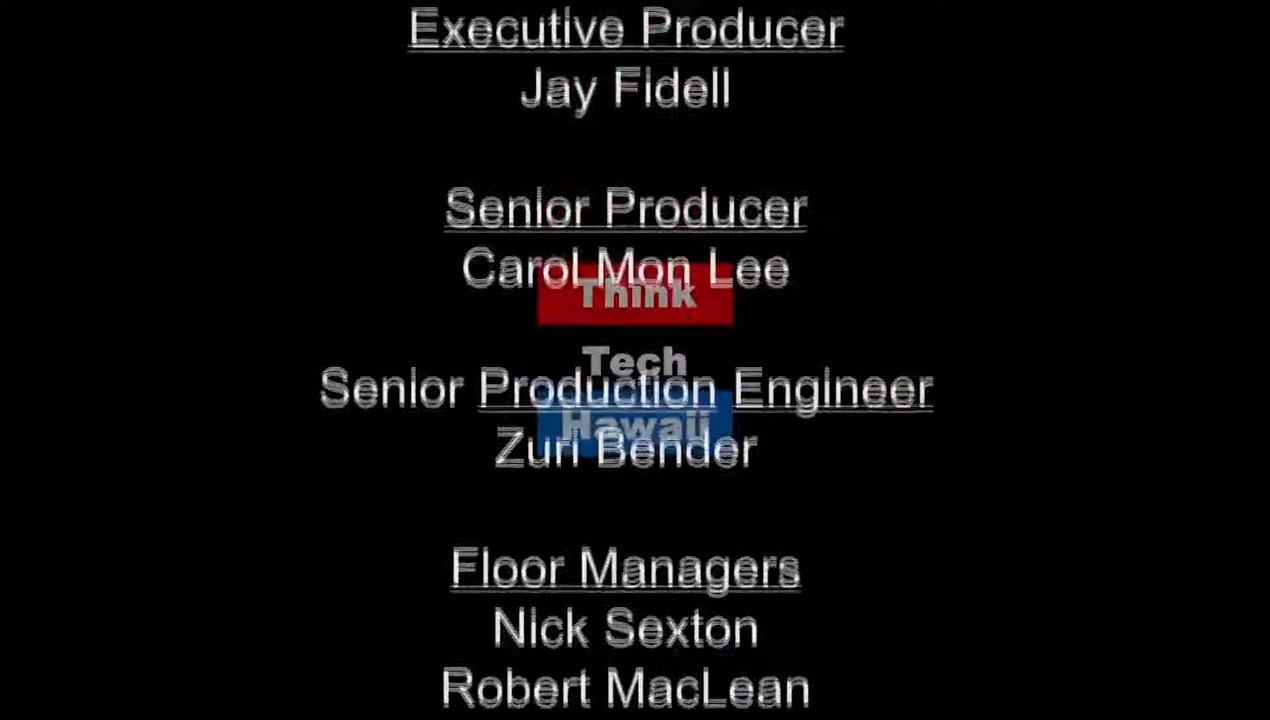 Executive Producer
Jay Fidell
Senior Producer
Carol Mon Lee
Think
Tech
Senior Production Engineer
Hawaii
Zuri Bender
Floor Managers
Nick Sexton
Robert MacLean